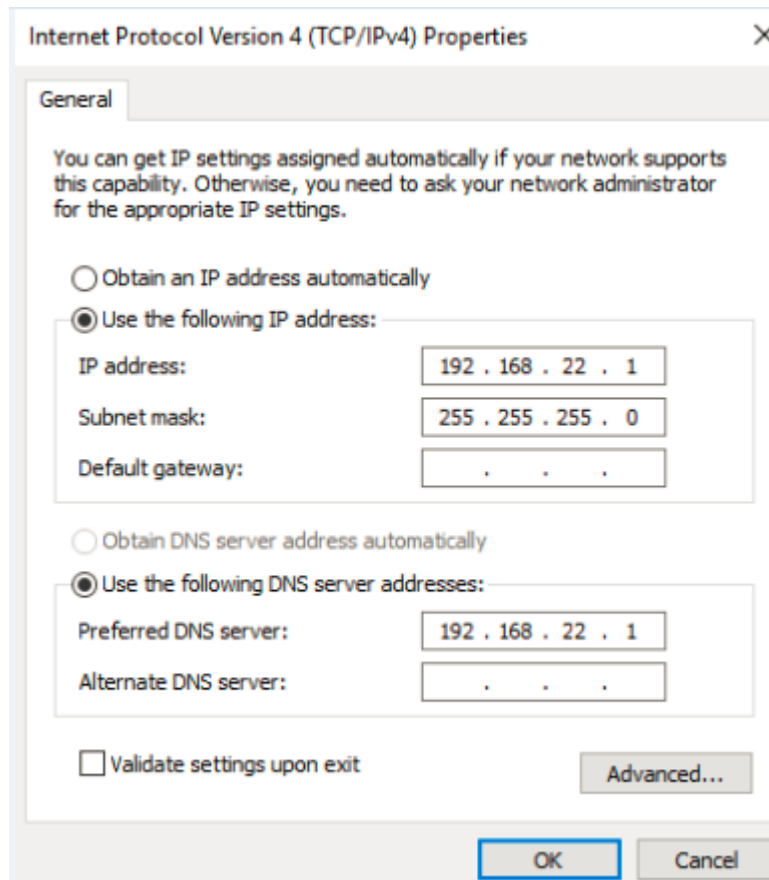 Internet Protocol Version 4 (TCP/IPv4) Properties
General
You can get IP settings assigned automatically if your network supports
this capability. Otherwise, you need to ask your network administrator
for the appropriate IP settings.
Obtain an IP address automatically
Use the following IP address:
IP address: 192 . 168 . 22 . 1
Subnet mask: 255 . 255 . 255 . 0
Default gateway: . . .
Obtain DNS server address automatically
Use the following DNS server addresses:
Preferred DNS server: 192 . 168 . 22 . 1
Alternate DNS server: . . .
Validate settings upon exit
Advanced...
OK Cancel